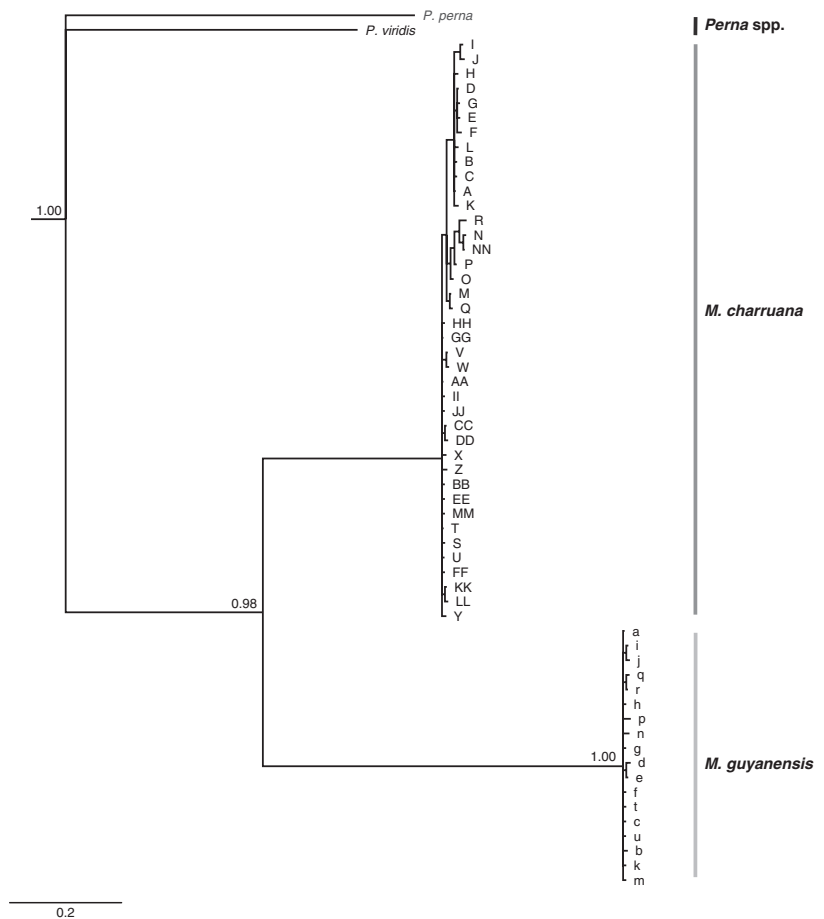 P. perna
Perna spp.
P. viridis
I
J
H
D
G
E
F
L
B
C
A
K
1.00
R
N
NN
P
O
M
Q
M. charruana
HH
GG
V
W
AA
II
JJ
CC
DD
X
Z
BB
EE
MM
T
S
U
FF
KK
0.98
LL
Y
a
i
j
q
r
h
p
n
g
1.00
d
M. guyanensis
e
f
t
c
u
b
k
m
0.2